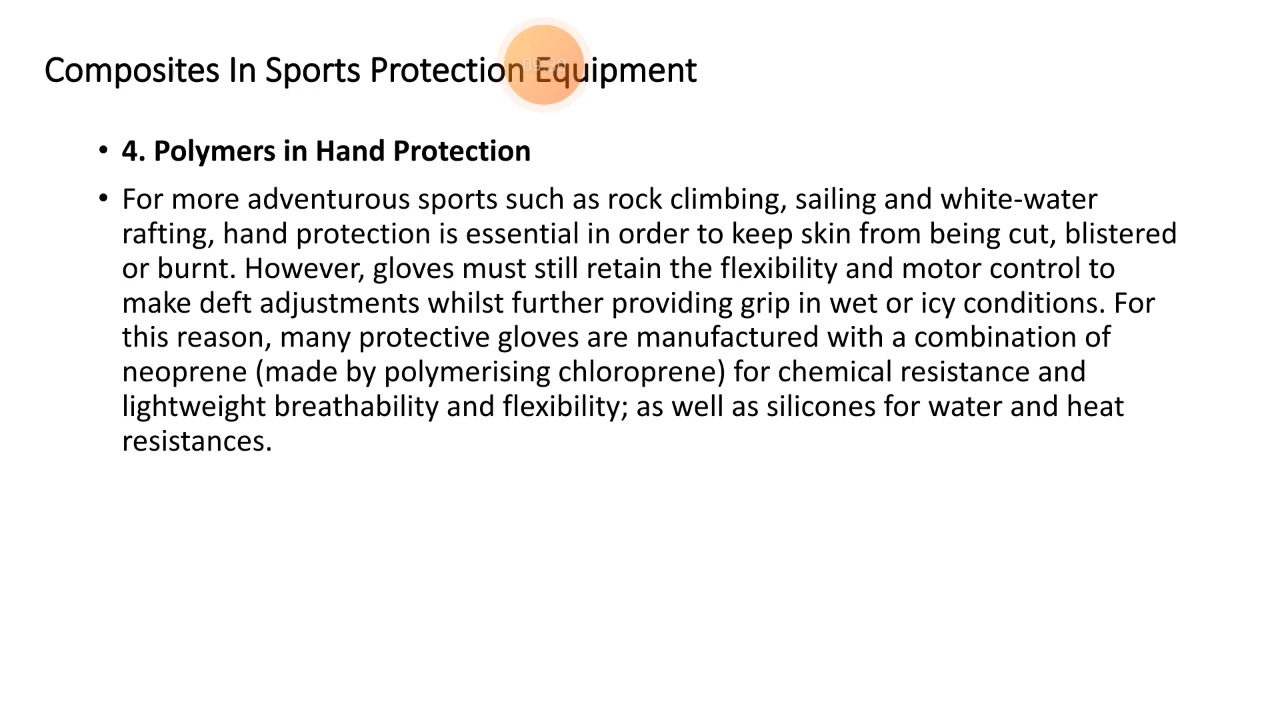 Composites In Sports Protection Equipment
• 4. Polymers in Hand Protection
• For more adventurous sports such as rock climbing, sailing and white-water
rafting, hand protection is essential in order to keep skin from being cut, blistered
or burnt. However, gloves must still retain the flexibility and motor control to
make deft adjustments whilst further providing grip in wet or icy conditions. For
this reason, many protective gloves are manufactured with a combination of
neoprene (made by polymerising chloroprene) for chemical resistance and
lightweight breathability and flexibility; as well as silicones for water and heat
resistances.